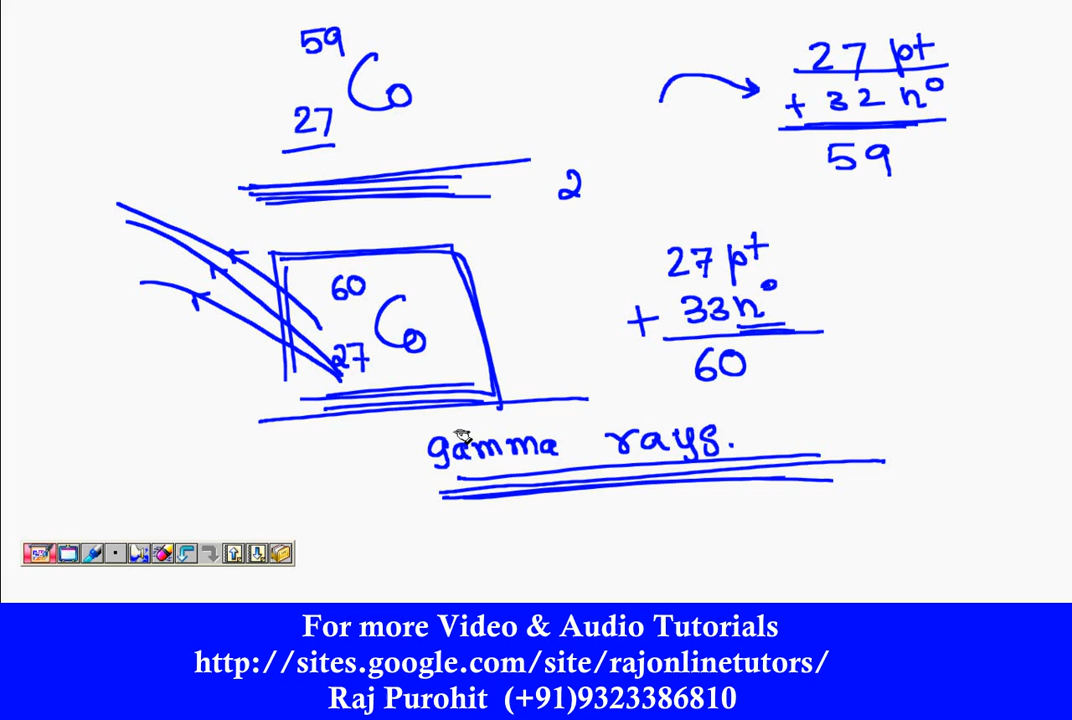 59
Co
27
27 p+
+ 32 n°
59
2
60
Co
27
27 p+
+ 33 n°
60
gamma rays.
For more Video & Audio Tutorials
http://sites.google.com/site/rajonlinetutors/
Raj Purohit (+91)9323386810